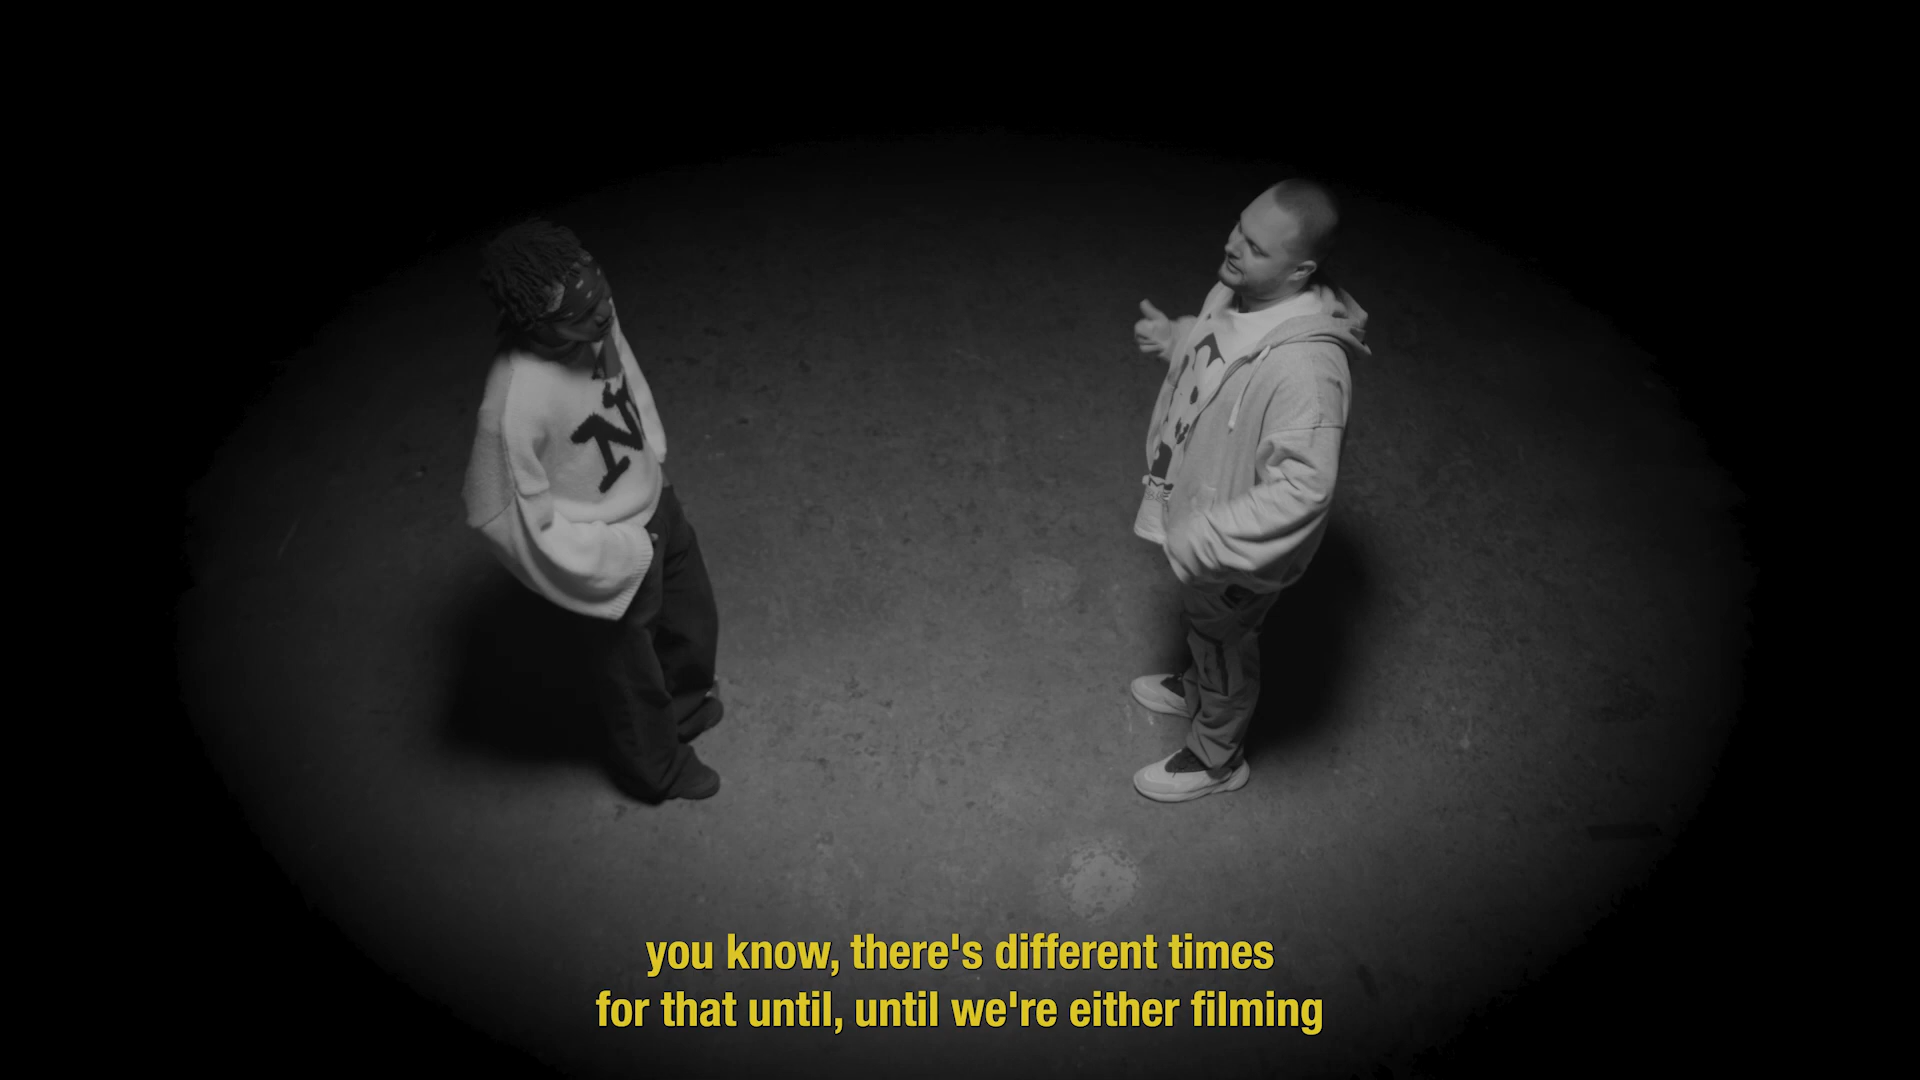 you know, there's different times
for that until, until we're either filming